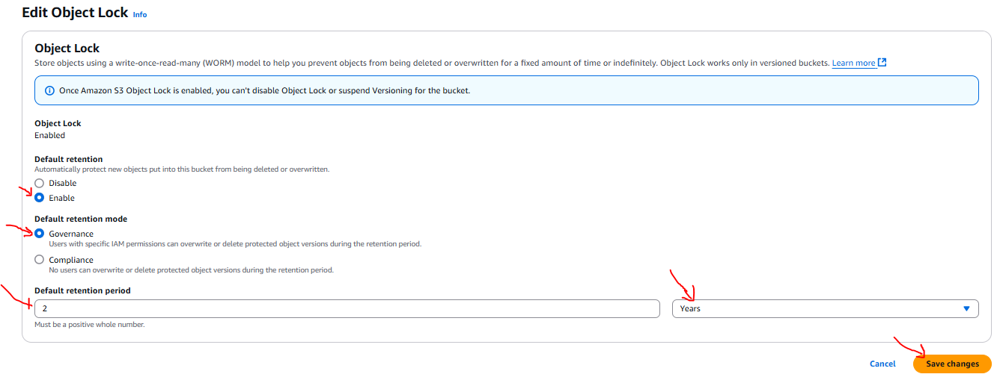 Edit Object Lock Info
Object Lock
Store objects using a write-once-read-many (WORM) model to help you prevent objects from being deleted or overwritten for a fixed amount of time or indefinitely. Object Lock works only in versioned buckets. Learn more
Once Amazon S3 Object Lock is enabled, you can't disable Object Lock or suspend Versioning for the bucket.
Object Lock
Enabled
Default retention
Automatically protect new objects put into this bucket from being deleted or overwritten.
Disable
Enable
Default retention mode
Governance
Users with specific IAM permissions can overwrite or delete protected object versions during the retention period.
Compliance
No users can overwrite or delete protected object versions during the retention period.
Default retention period
2 Years
Must be a positive whole number.
Cancel Save changes